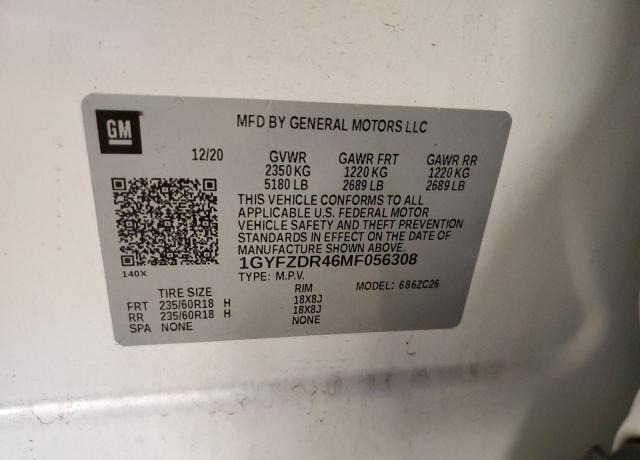 GM
MFD BY GENERAL MOTORS LLC
12/20
GVWR GAWR FRT GAWR RR
2350 KG 1220 KG 1220 KG
5180 LB 2689 LB 2689 LB
THIS VEHICLE CONFORMS TO ALL
APPLICABLE U.S. FEDERAL MOTOR
VEHICLE SAFETY AND THEFT PREVENTION
STANDARDS IN EFFECT ON THE DATE OF
MANUFACTURE SHOWN ABOVE.
1GYFZDR46MF056308
TYPE: M.P.V. MODEL: 686ZC26
140X
TIRE SIZE RIM
FRT 235/60R18 H 18X8J
RR 235/60R18 H 18X8J
SPA NONE NONE